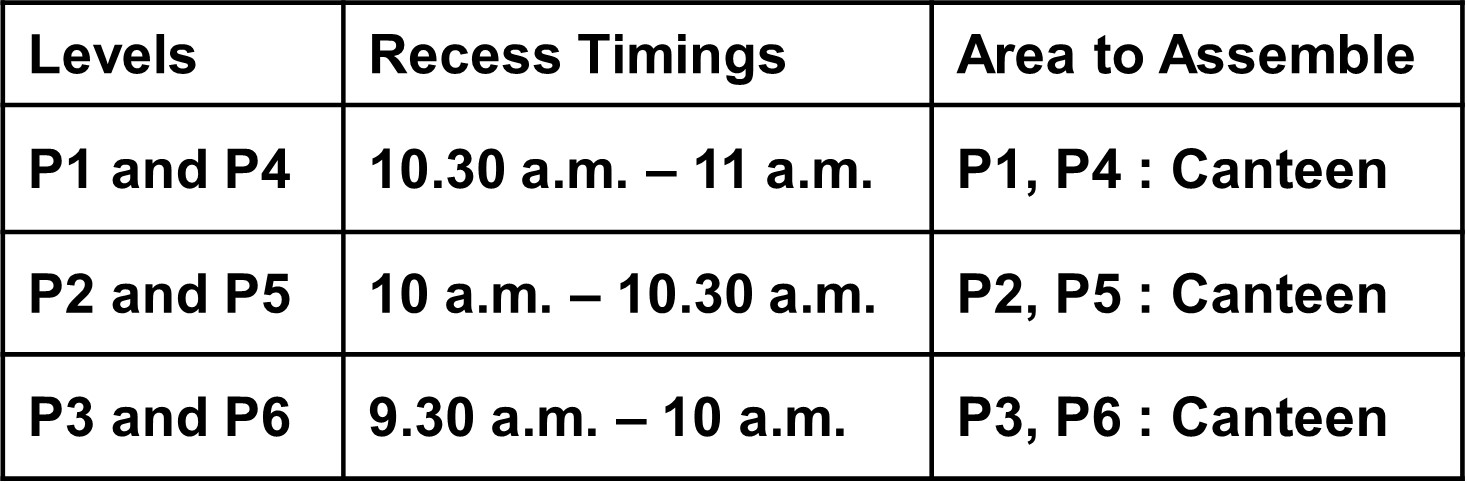 Levels Recess Timings Area to Assemble
P1 and P4 10.30 a.m. – 11 a.m. P1, P4 : Canteen
P2 and P5 10 a.m. – 10.30 a.m. P2, P5 : Canteen
P3 and P6 9.30 a.m. – 10 a.m. P3, P6 : Canteen